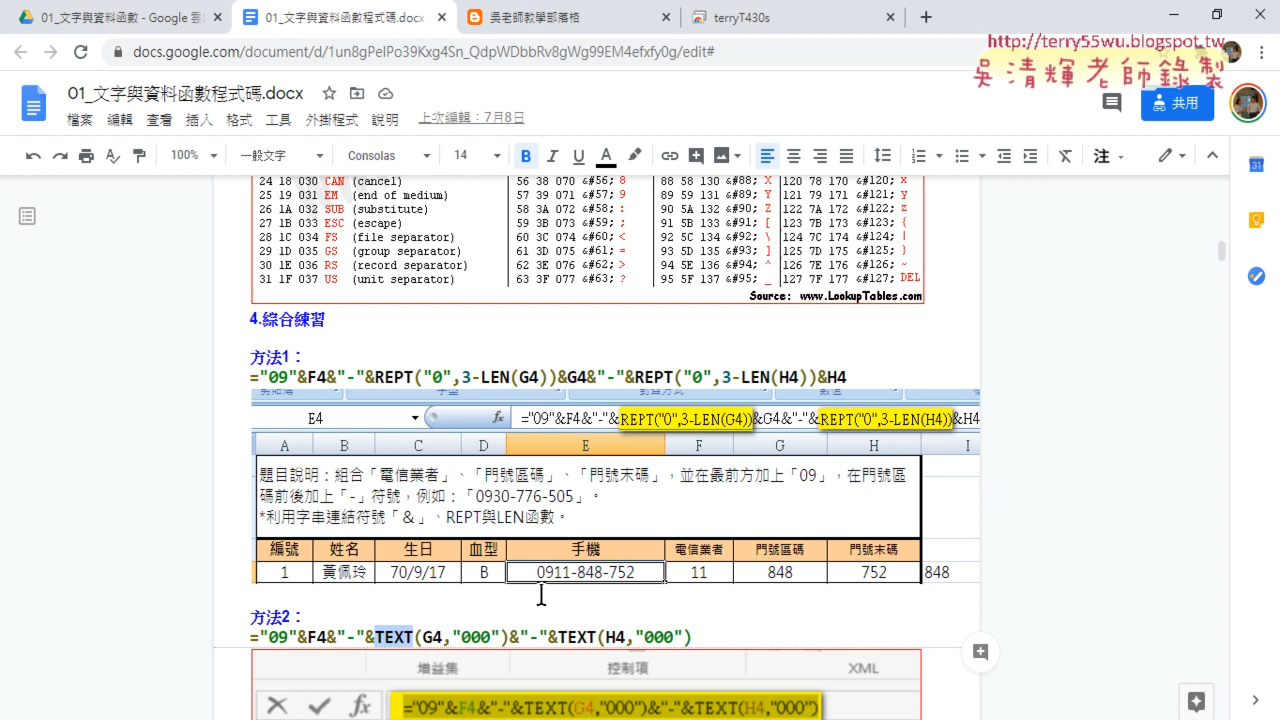 01_文字與資料函數 - Google 雲
01_文字與資料函數程式碼.docx
吳老師教學部落格
terryT430s
docs.google.com/document/d/1un8gPelPo39Kxg4Sn_QdpWDbbRv8gWg99EM4efxfy0g/edit#
http://terry55wu.blogspot.tw
吳清輝老師錄製
01_文字與資料函數程式碼.docx
共用
檔案 編輯 查看 插入 格式 工具 外掛程式 說明 上次編輯：7月8日
100% 一般文字 Consolas 14 B I U A 注
24 18 030 CAN (cancel) 56 38 070 &#56; 8 88 58 130 &#88; X 120 78 170 &#120; x
25 19 031 EM (end of medium) 57 39 071 &#57; 9 89 59 131 &#89; Y 121 79 171 &#121; y
26 1A 032 SUB (substitute) 58 3A 072 &#58; : 90 5A 132 &#90; Z 122 7A 172 &#122; z
27 1B 033 ESC (escape) 59 3B 073 &#59; ; 91 5B 133 &#91; [ 123 7B 173 &#123; {
28 1C 034 FS (file separator) 60 3C 074 &#60; < 92 5C 134 &#92; \ 124 7C 174 &#124; |
29 1D 035 GS (group separator) 61 3D 075 &#61; = 93 5D 135 &#93; ] 125 7D 175 &#125; }
30 1E 036 RS (record separator) 62 3E 076 &#62; > 94 5E 136 &#94; ^ 126 7E 176 &#126; ~
31 1F 037 US (unit separator) 63 3F 077 &#63; ? 95 5F 137 &#95; _ 127 7F 177 &#127; DEL
Source: www.LookupTables.com
4.綜合練習
方法1：
="09"&F4&"-"&REPT("0",3-LEN(G4))&G4&"-"&REPT("0",3-LEN(H4))&H4
E4 fx ="09"&F4&"-"&REPT("0",3-LEN(G4))&G4&"-"&REPT("0",3-LEN(H4))&H4
A B C D E F G H I
題目說明：組合「電信業者」、「門號區碼」、「門號末碼」，並在最前方加上「09」，在門號區
碼前後加上「-」符號，例如：「0930-776-505」。
*利用字串連結符號「&」、REPT與LEN函數。
編號 姓名 生日 血型 手機 電信業者 門號區碼 門號末碼
1 黃佩玲 70/9/17 B 0911-848-752 11 848 752 848
方法2：
="09"&F4&"-"&TEXT(G4,"000")&"-"&TEXT(H4,"000")
增益集 控制項 XML
fx ="09"&F4&"-"&TEXT(G4,"000")&"-"&TEXT(H4,"000")